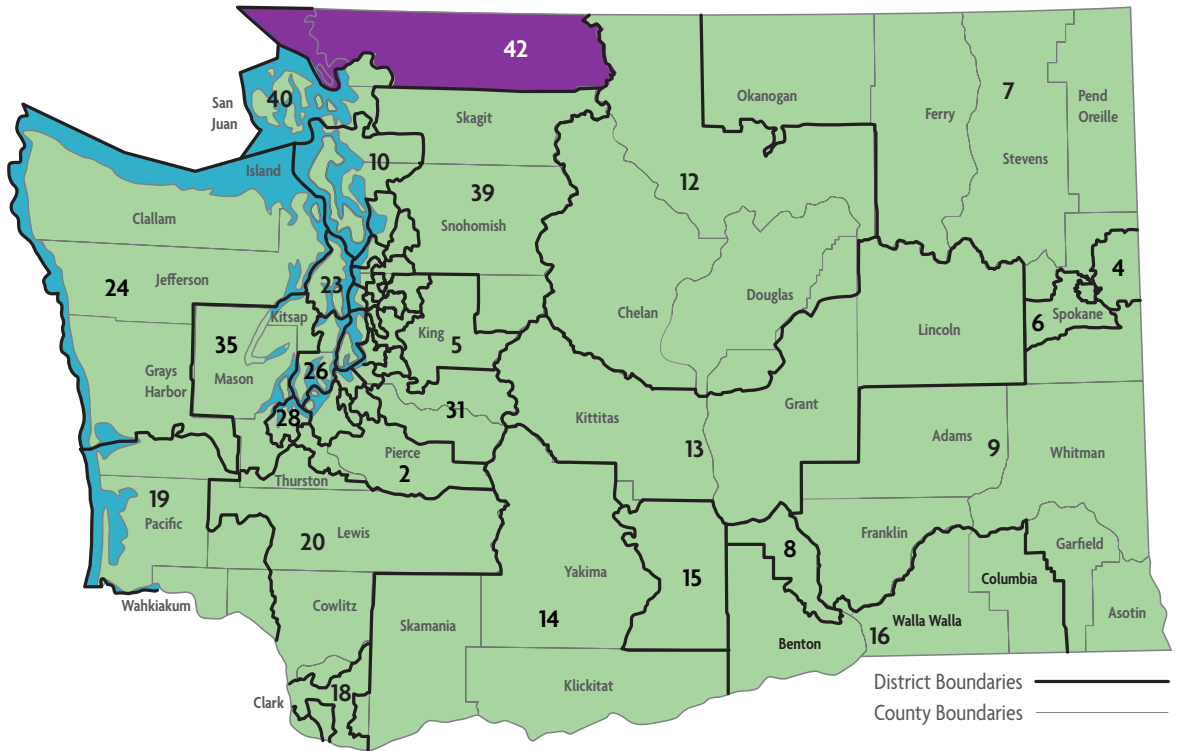 42
40
San
Juan
Skagit
Okanogan
Ferry
7
Pend
Oreille
Stevens
Island
10
39
Snohomish
12
Clallam
24
Jefferson
23
Kitsap
35
Mason
Grays
Harbor
King
5
26
28
31
Pierce
2
Thurston
Chelan
Douglas
Lincoln
4
6
Spokane
Kittitas
13
Grant
Adams
9
Whitman
19
Pacific
20
Lewis
Wahkiakum
Cowlitz
Skamania
Yakima
14
15
8
Franklin
Garfield
Columbia
Asotin
Benton
16
Walla Walla
Clark
18
Klickitat
District Boundaries
County Boundaries